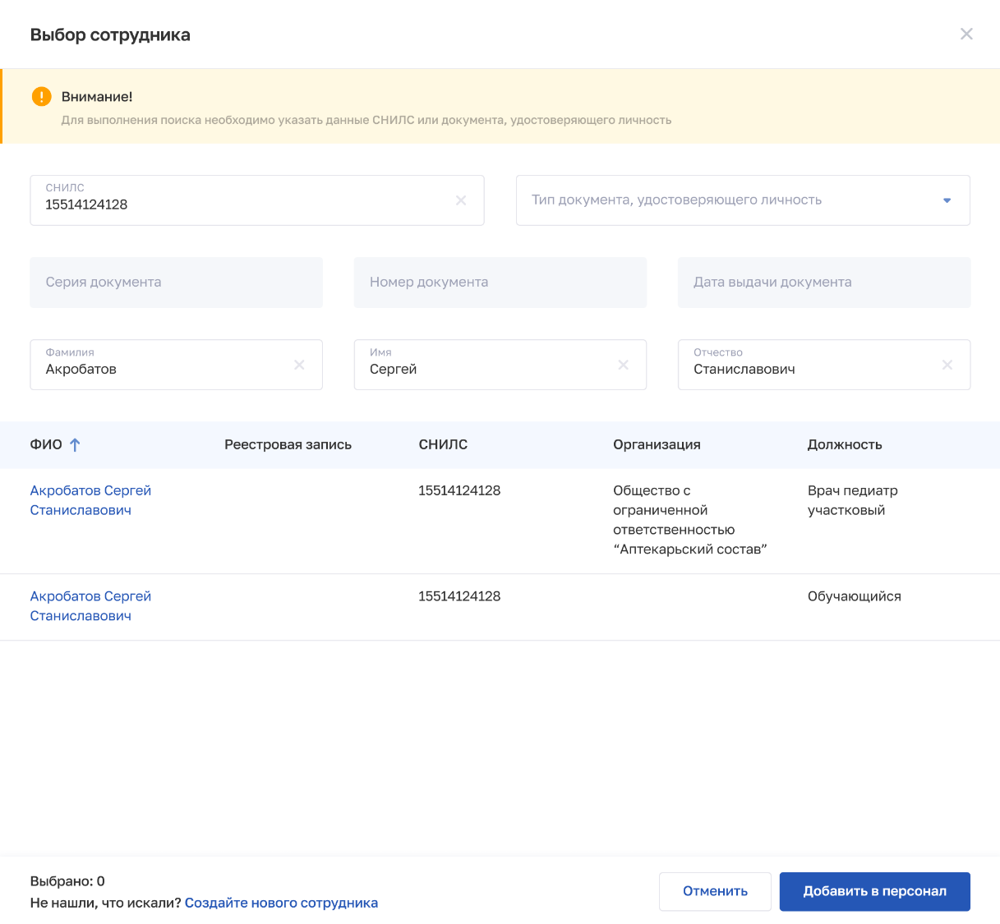 Выбор сотрудника
Внимание!
Для выполнения поиска необходимо указать данные СНИЛС или документа, удостоверяющего личность
СНИЛС
15514124128
Тип документа, удостоверяющего личность
Серия документа
Номер документа
Дата выдачи документа
Фамилия
Акробатов
Имя
Сергей
Отчество
Станиславович
ФИО
Реестровая запись
СНИЛС
Организация
Должность
Акробатов Сергей
Станиславович
15514124128
Общество с
ограниченной
ответственностью
“Аптекарьский состав”
Врач педиатр
участковый
Акробатов Сергей
Станиславович
15514124128
Обучающийся
Выбрано: 0
Не нашли, что искали? Создайте нового сотрудника
Отменить
Добавить в персонал